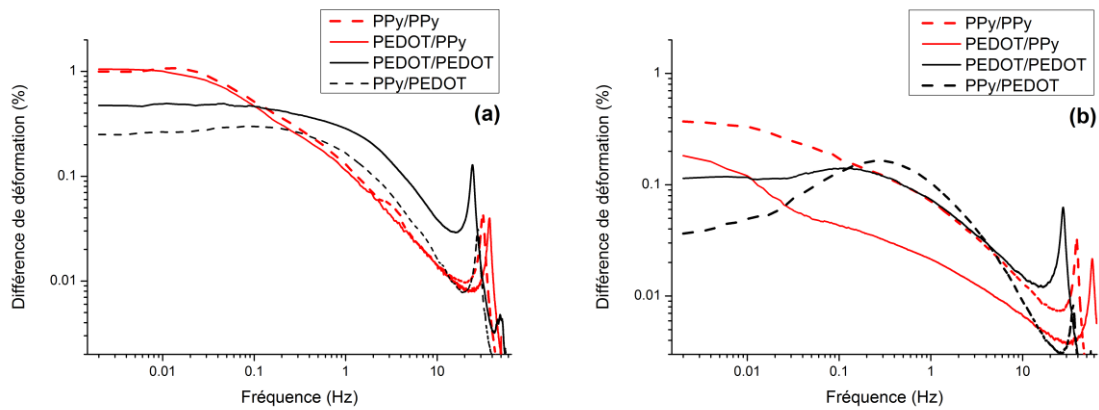 PPy/PPy
PEDOT/PPy
PEDOT/PEDOT
PPy/PEDOT
(a)
Différence de déformation (%)
1
0.1
0.01
0.01
0.1
1
10
Fréquence (Hz)
PPy/PPy
PEDOT/PPy
PEDOT/PEDOT
PPy/PEDOT
(b)
Différence de déformation (%)
1
0.1
0.01
0.01
0.1
1
10
Fréquence (Hz)